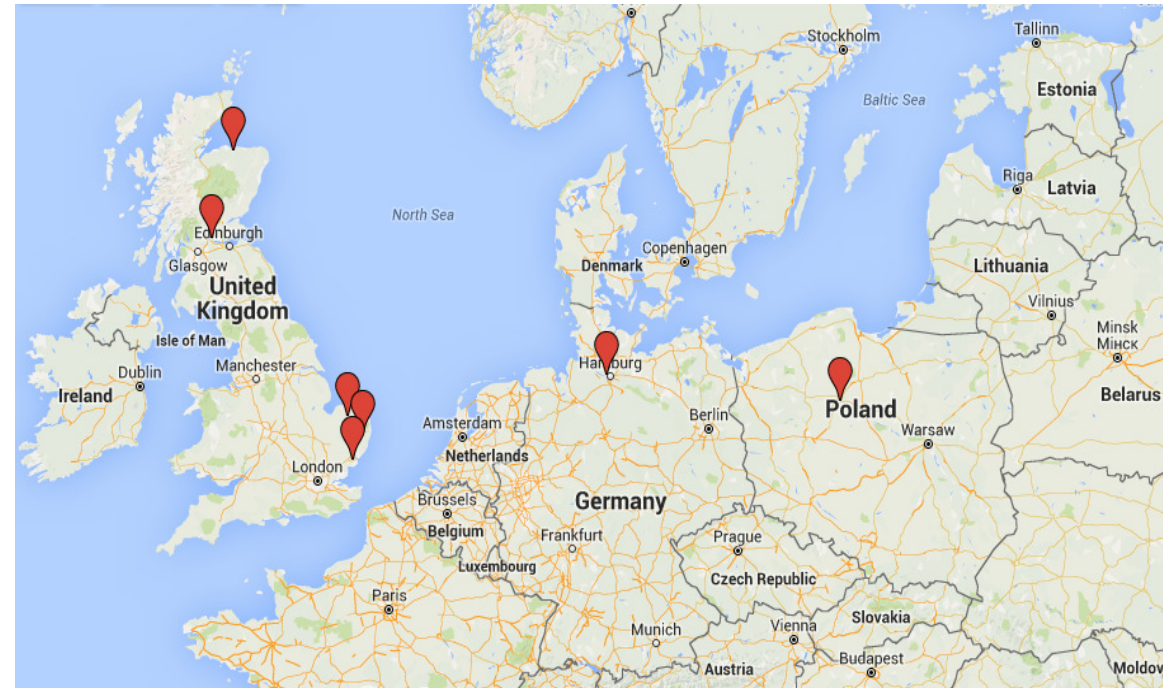 Stockholm
Tallinn
Baltic Sea
Estonia
Riga
Latvia
North Sea
Edinburgh
Glasgow
Copenhagen
Denmark
Lithuania
Vilnius
United
Kingdom
Minsk
Мінск
Isle of Man
Manchester
Dublin
Ireland
Hamburg
Belarus
Poland
Berlin
Amsterdam
Warsaw
Netherlands
London
Brussels
Germany
Belgium
Frankfurt
Prague
Luxembourg
Czech Republic
Paris
Slovakia
Munich
Vienna
Budapest
Austria
Moldov